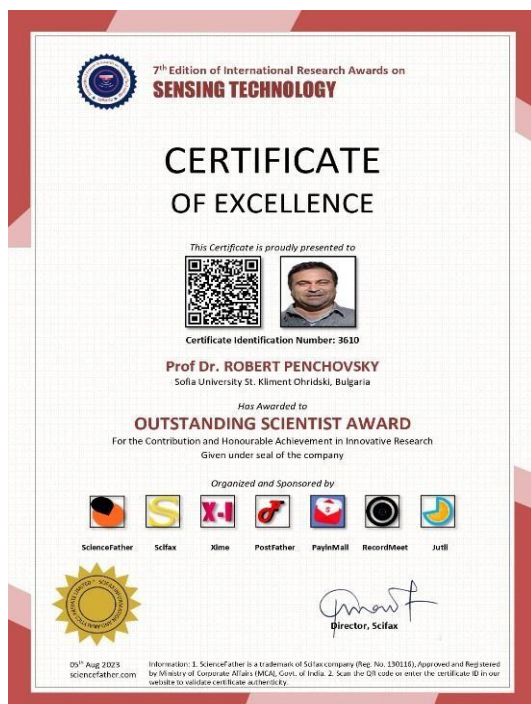 7th Edition of International Research Awards on
SENSING TECHNOLOGY
CERTIFICATE
OF EXCELLENCE
This Certificate is proudly presented to
Certificate Identification Number: 3610
Prof Dr. ROBERT PENCHOVSKY
Sofia University St. Kliment Ohridski, Bulgaria
Has Awarded to
OUTSTANDING SCIENTIST AWARD
For the Contribution and Honourable Achievement in Innovative Research
Given under seal of the company
Organized and Sponsored by
X-I
ScienceFather Scifax Xime PostFather PayinMall RecordMeet Jutii
Director, Scifax
05th Aug 2023
sciencefather.com
Information: 1. ScienceFather is a trademark of Scifax company (Reg. No. 130116), Approved and Registered
by Ministry of Corporate Affairs (MCA), Govt. of India. 2. Scan the QR code or enter the certificate ID in our
website to validate certificate authenticity.